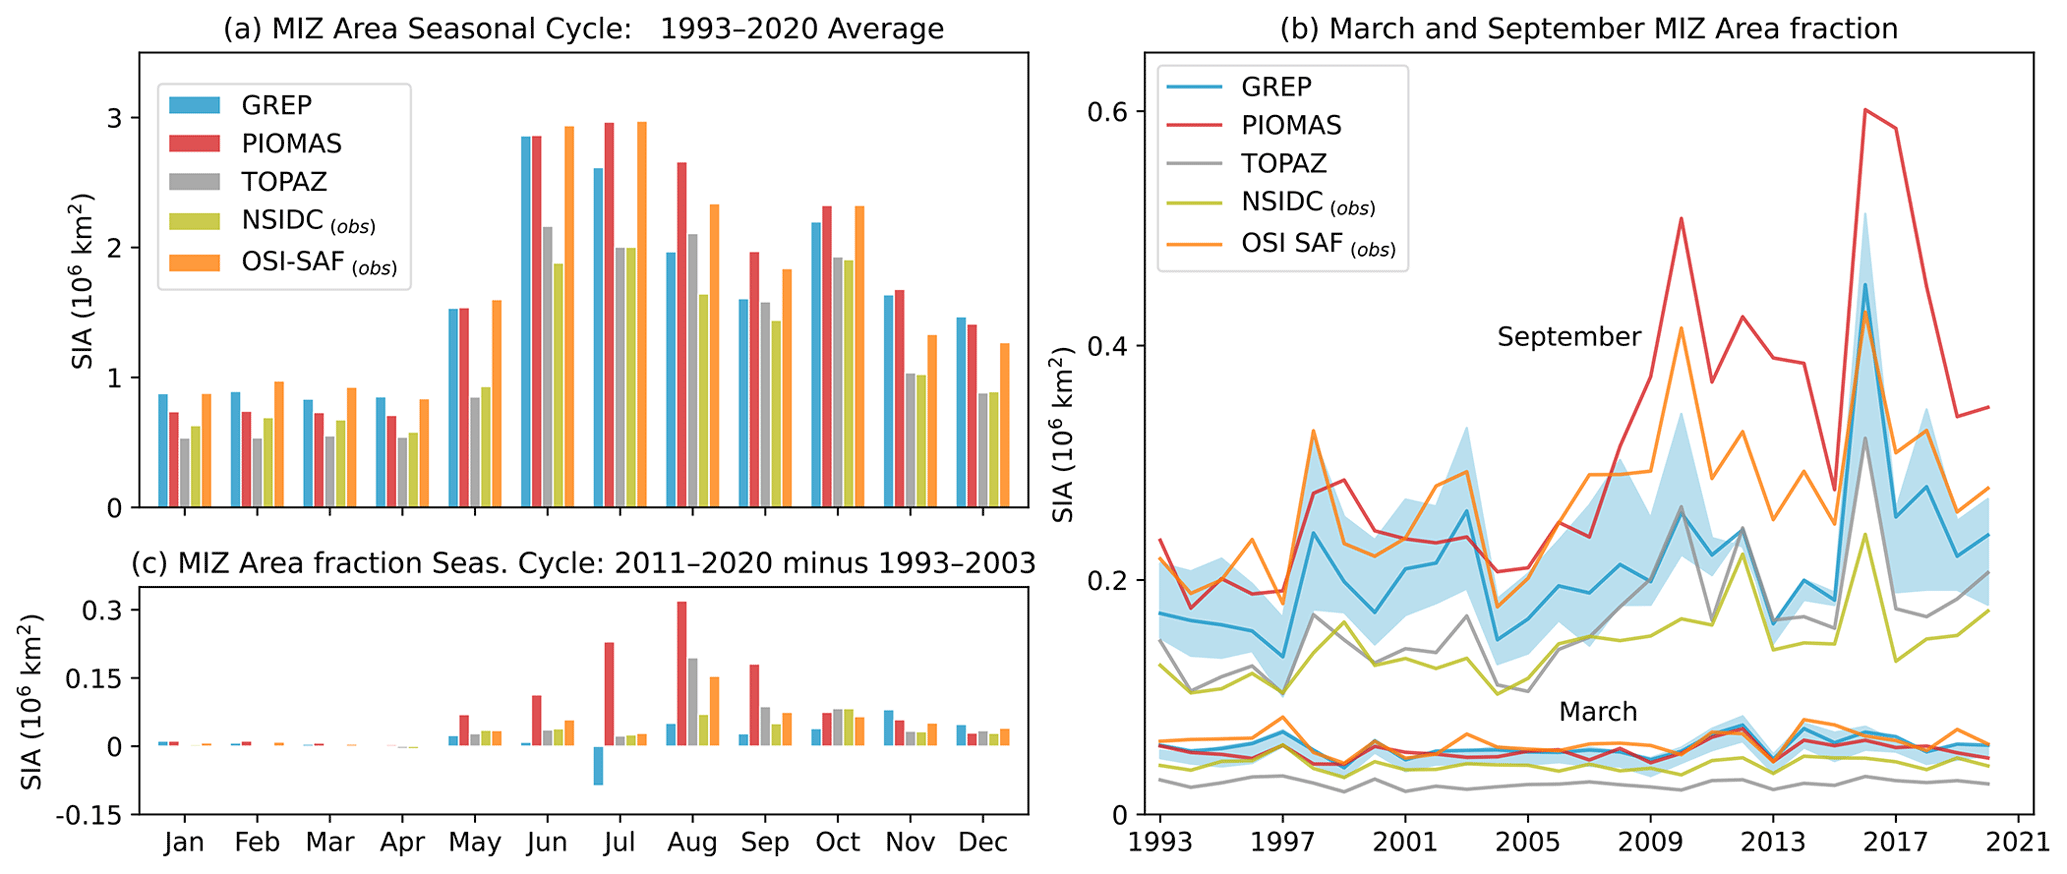 (a) MIZ Area Seasonal Cycle: 1993–2020 Average
SIA (10⁶ km²)
3
2
1
0
GREP
PIOMAS
TOPAZ
NSIDC (obs)
OSI-SAF (obs)
(c) MIZ Area fraction Seas. Cycle: 2011–2020 minus 1993–2003
SIA (10⁶ km²)
0.3
0.15
0
-0.15
Jan Feb Mar Apr May Jun Jul Aug Sep Oct Nov Dec
(b) March and September MIZ Area fraction
SIA (10⁶ km²)
0.6
0.4
0.2
0
GREP
PIOMAS
TOPAZ
NSIDC (obs)
OSI SAF (obs)
September
March
1993 1997 2001 2005 2009 2013 2017 2021